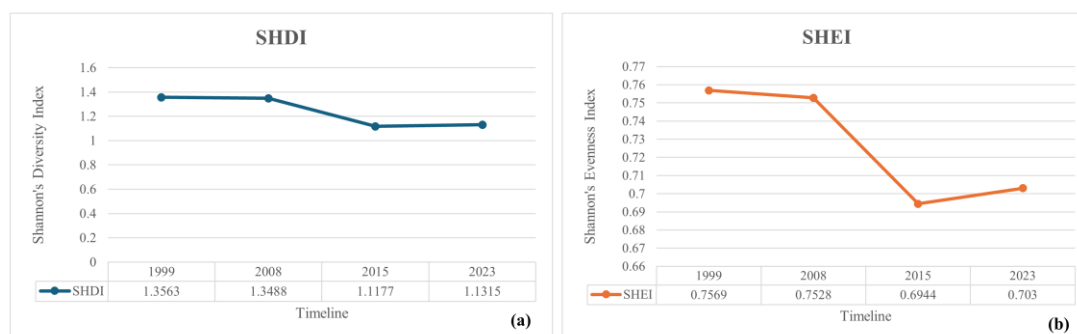 SHDI
Shannon's Diversity Index
1.6
1.4
1.2
1
0.8
0.6
0.4
0.2
0
1999 2008 2015 2023
SHDI 1.3563 1.3488 1.1177 1.1315
Timeline
(a)
SHEI
Shannon's Evenness Index
0.77
0.76
0.75
0.74
0.73
0.72
0.71
0.7
0.69
0.68
0.67
0.66
1999 2008 2015 2023
SHEI 0.7569 0.7528 0.6944 0.703
Timeline
(b)